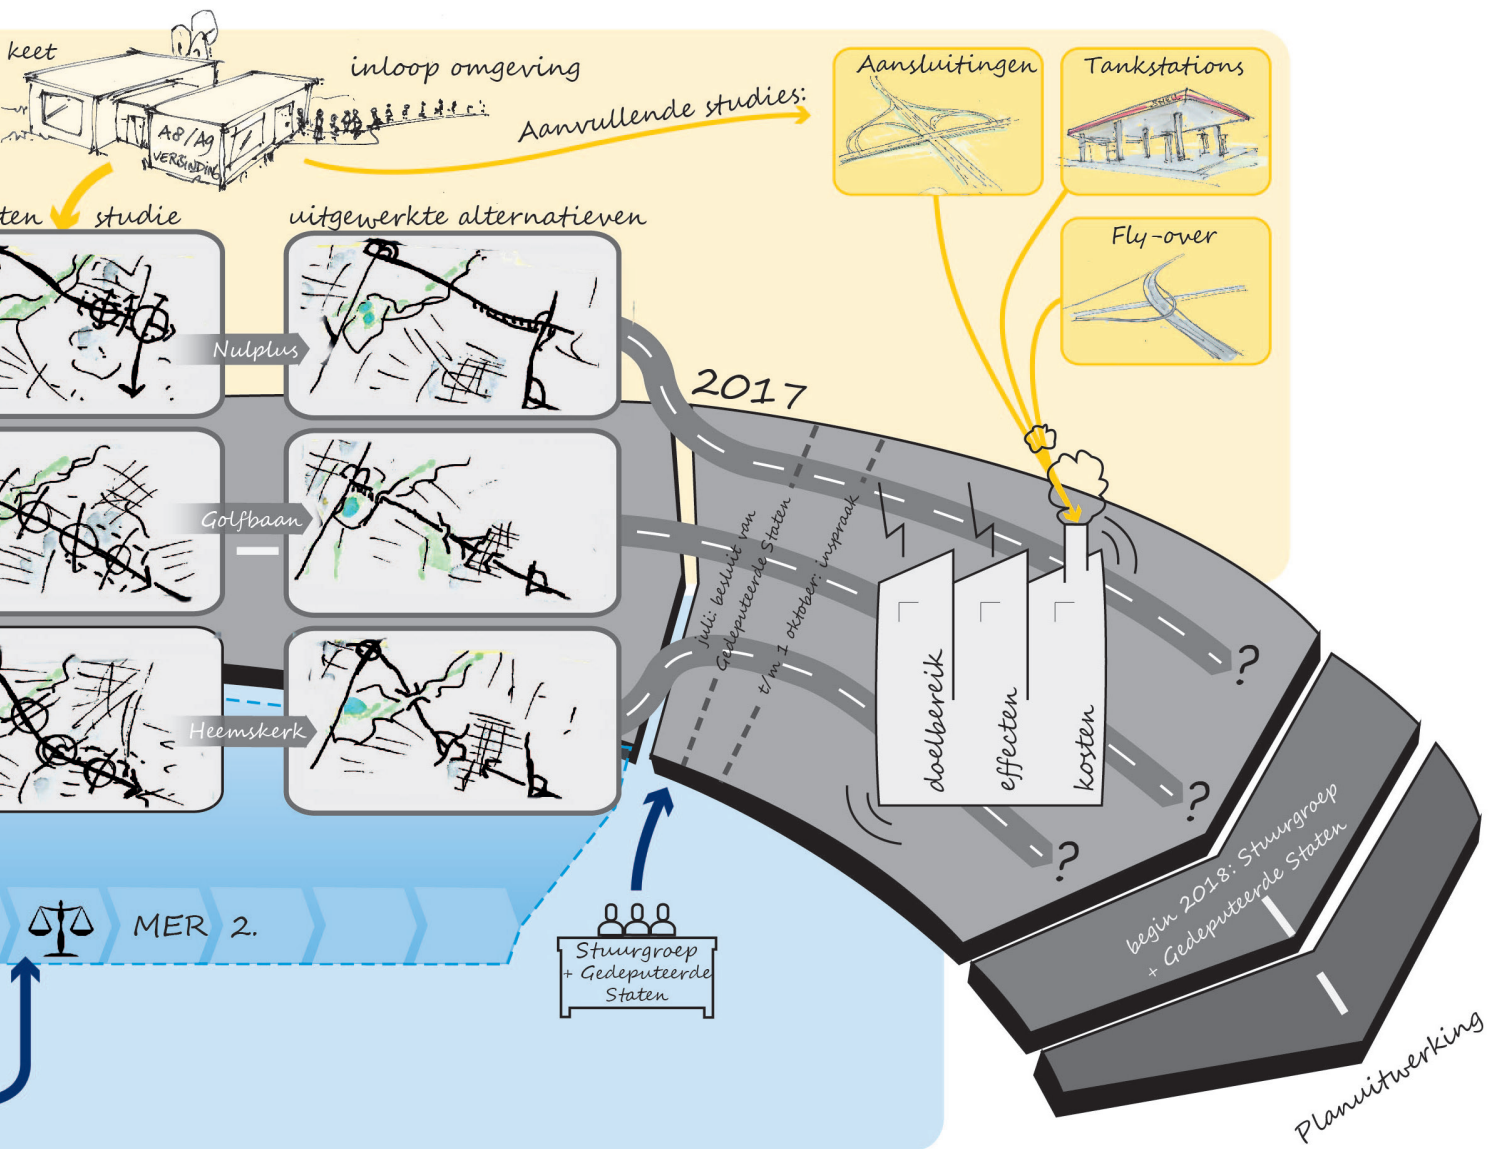 keet
inloop omgeving
Aanvullende studies:
Aansluitingen
Tankstations
SHELL
A8/A9
VERBINDING
ten studie
uitgewerkte alternatieven
Fly-over
Nulplus
2017
Golfbaan
juli: besluit van
Gedeputeerde Staten
t/m 1 oktober: inspraak
Heemskerk
doelbereik
effecten
kosten
?
?
?
begin 2018: Stuurgroep
+ Gedeputeerde Staten
MER 2.
Stuurgroep
+ Gedeputeerde
Staten
Planuitwerking